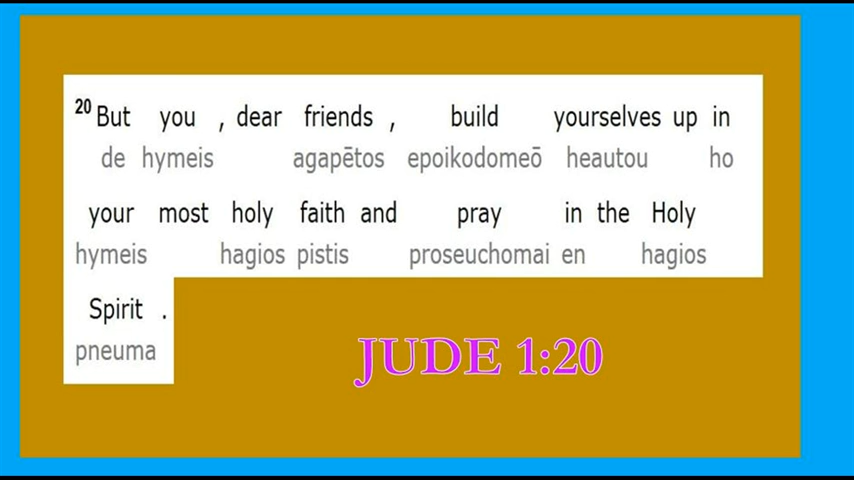 20 But you , dear friends , build yourselves up in
de hymeis agapētos epoikodomeō heautou ho
your most holy faith and pray in the Holy
hymeis hagios pistis proseuchomai en hagios
Spirit .
pneuma
JUDE 1:20